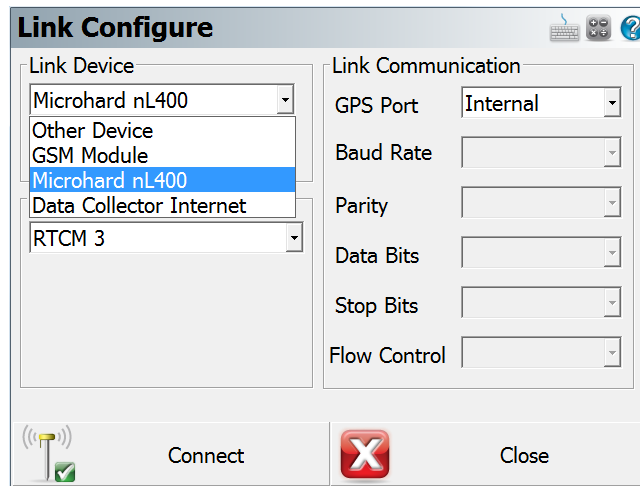 Link Configure
Link Device
Microhard nL400
Other Device
GSM Module
Microhard nL400
Data Collector Internet
RTCM 3
Link Communication
GPS Port Internal
Baud Rate
Parity
Data Bits
Stop Bits
Flow Control
Connect
Close